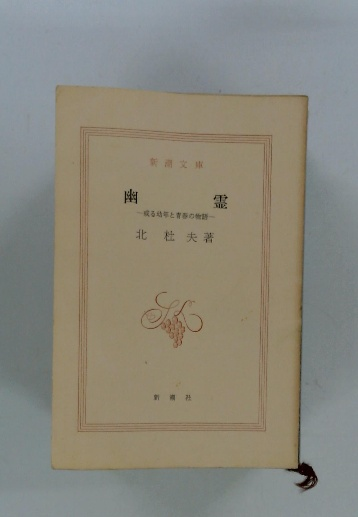 新潮文庫
幽霊
―或る幼年と青春の物語―
北杜夫著
新潮社